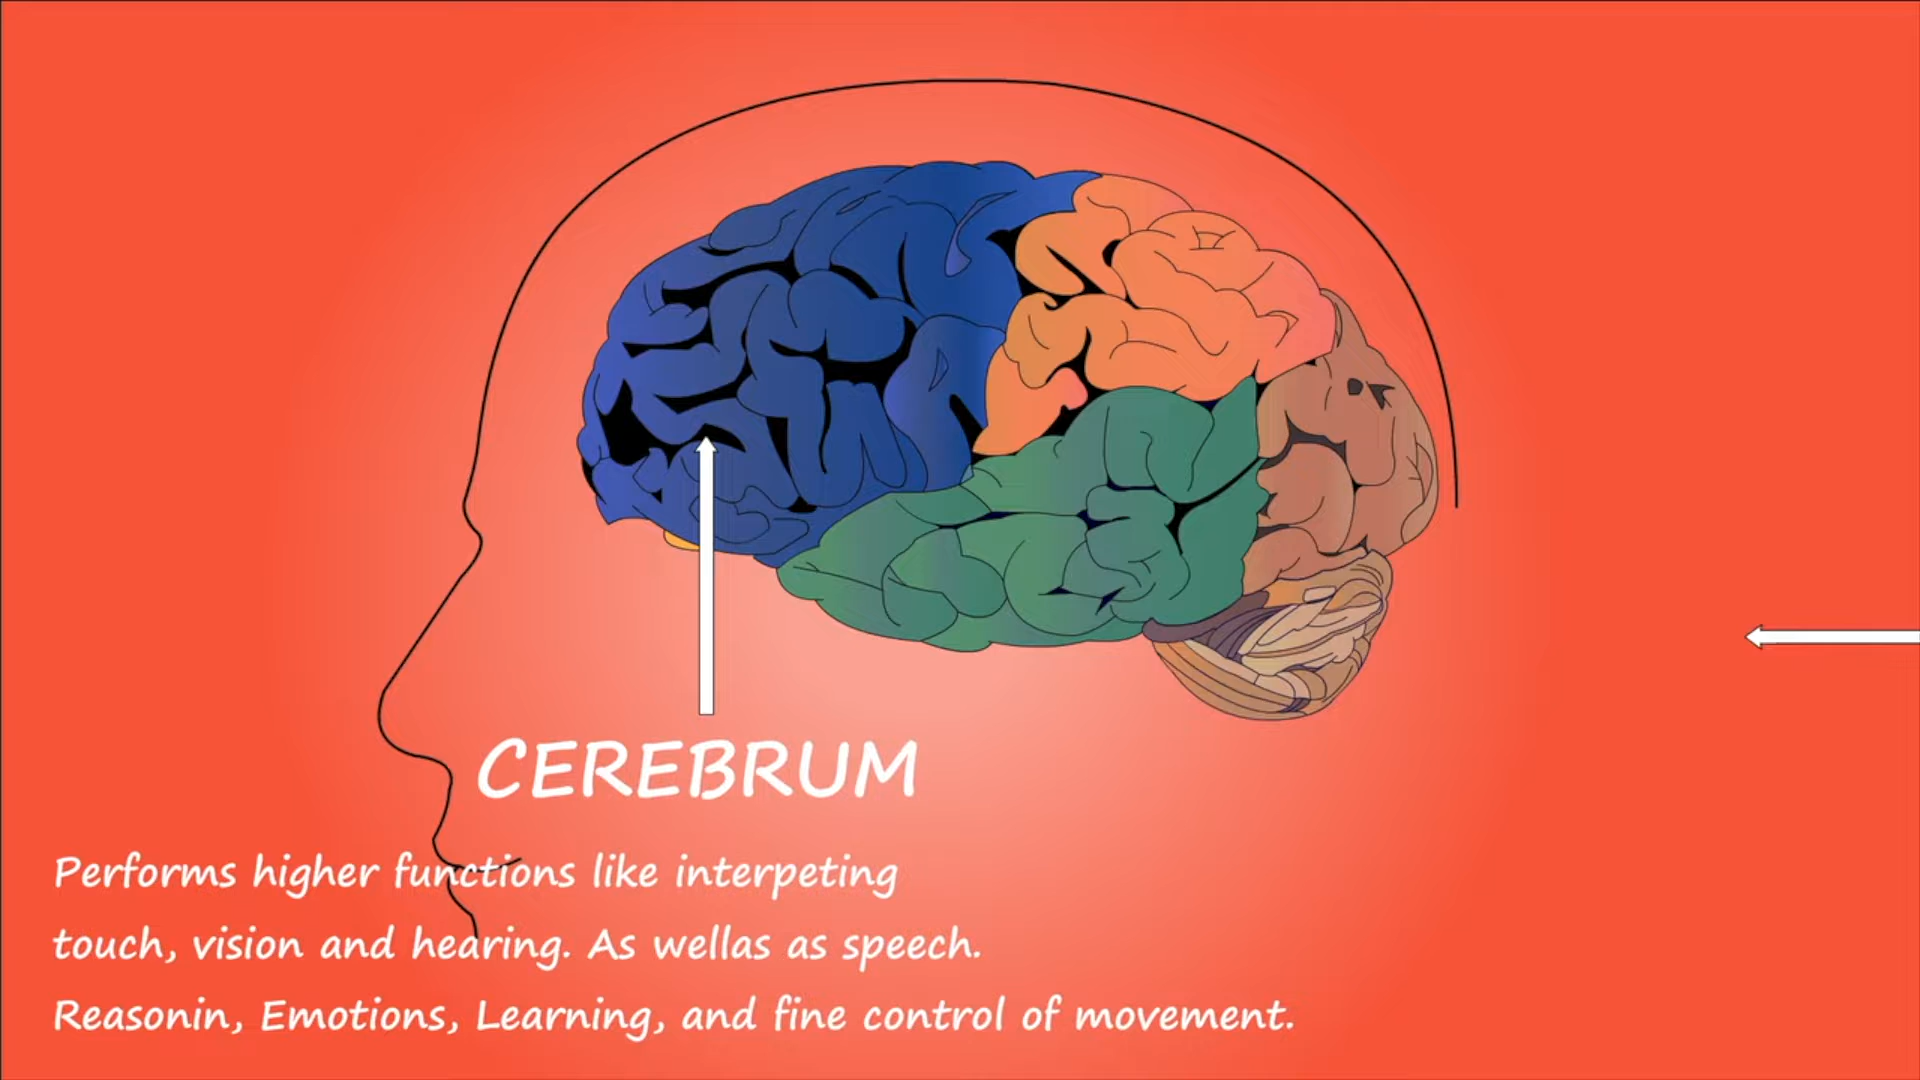 CEREBRUM
Performs higher functions like interpeting
touch, vision and hearing. As wellas as speech.
Reasonin, Emotions, Learning, and fine control of movement.